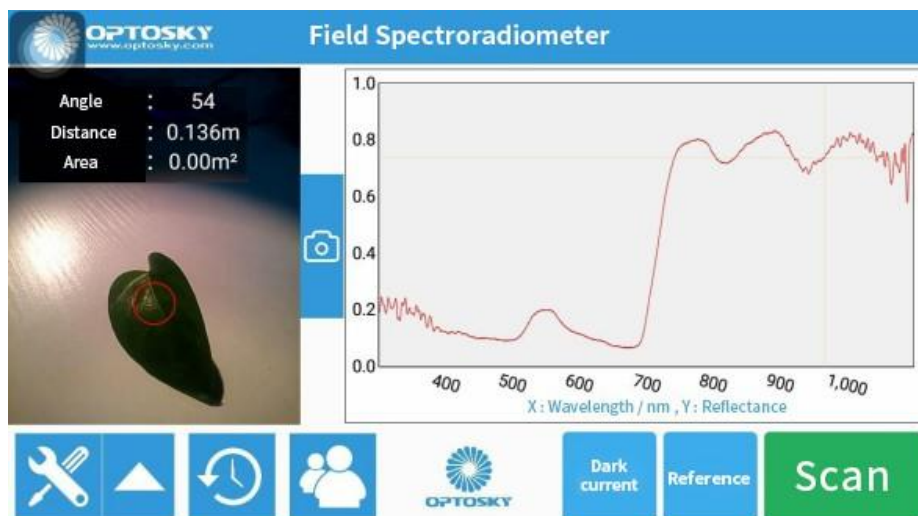 OPTOSKY
www.optosky.com
Field Spectroradiometer
Angle : 54
Distance : 0.136m
Area : 0.00m²
1.0
0.8
0.6
0.4
0.2
0.0
400 500 600 700 800 900 1,000
X : Wavelength / nm , Y : Reflectance
OPTOSKY
Dark
current
Reference
Scan